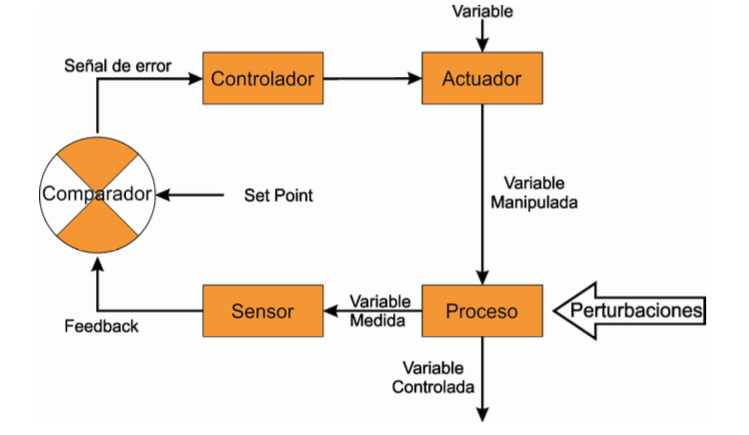 Variable
Señal de error
Controlador
Actuador
Comparador
Set Point
Variable
Manipulada
Sensor
Variable
Medida
Proceso
Perturbaciones
Feedback
Variable
Controlada